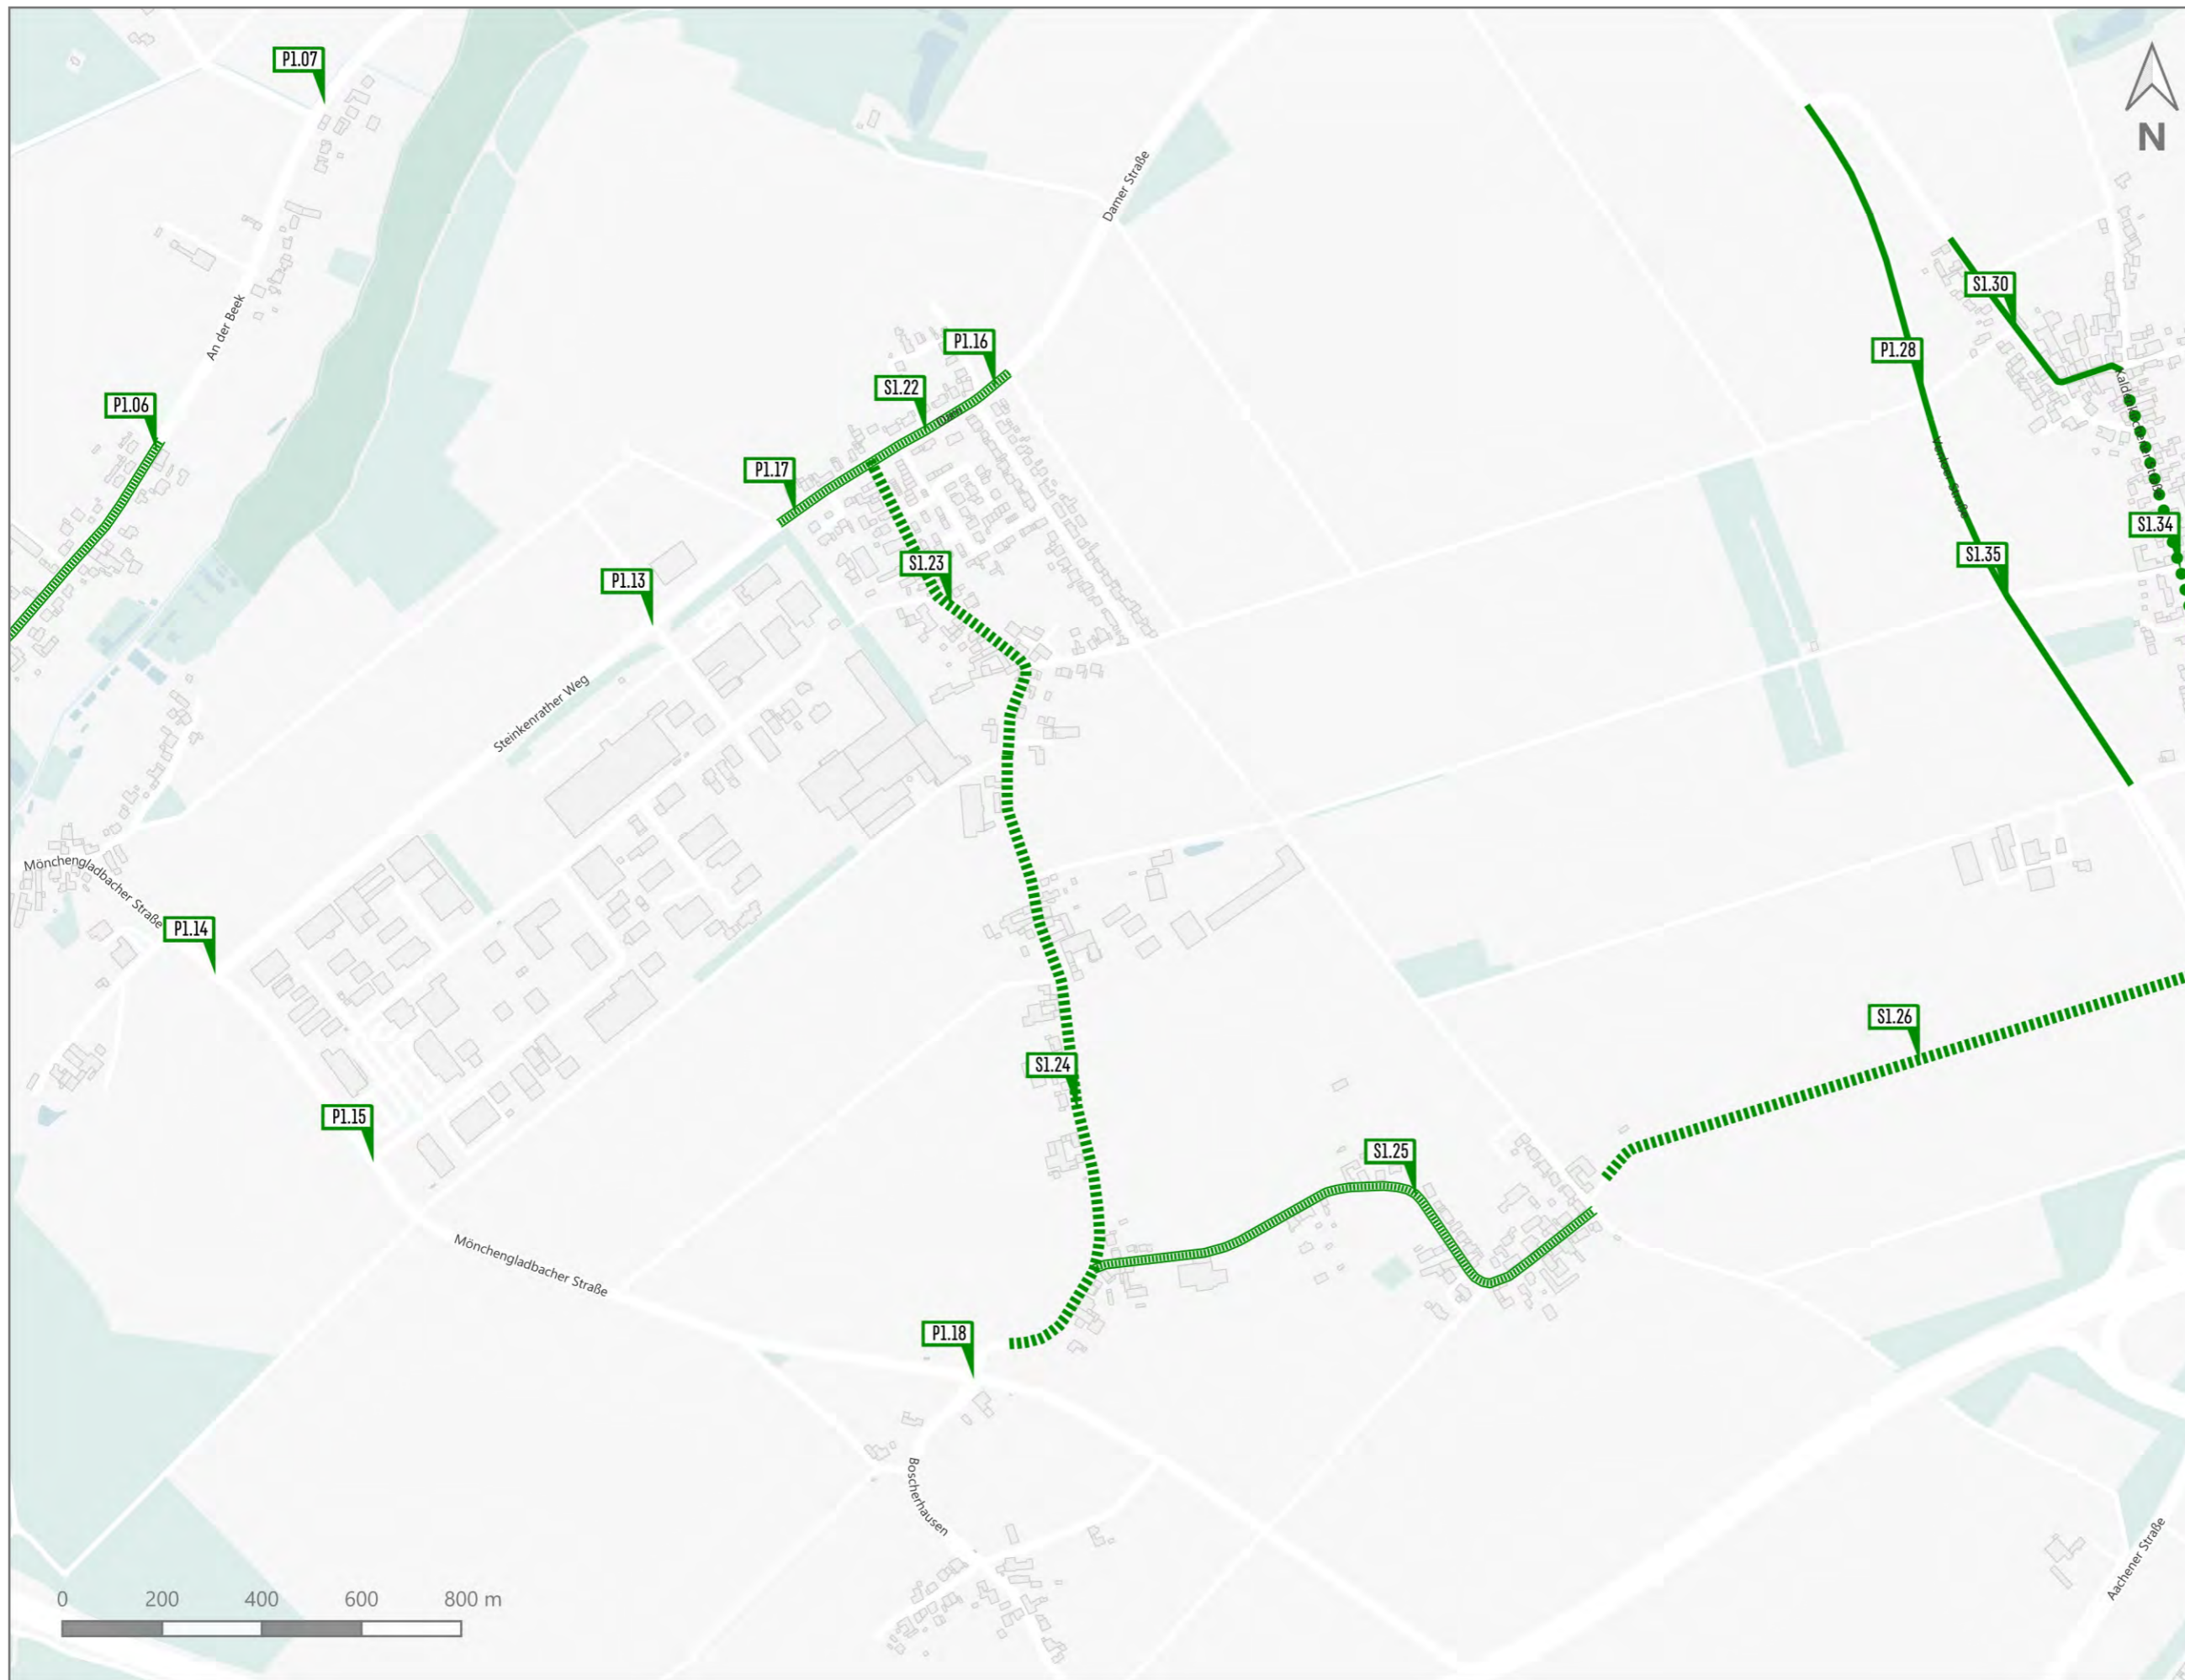 P1.07
N
Damer Straße
S1.30
An der Beek
P1.16
P1.28
S1.22
P1.06
P1.17
Venloer Straße
S1.34
S1.35
S1.23
P1.13
Steinkenrather Weg
Mönchengladbacher Straße
P1.14
S1.26
S1.24
P1.15
S1.25
Mönchengladbacher Straße
P1.18
Boscherhausen
Aachener Straße
0 200 400 600 800 m